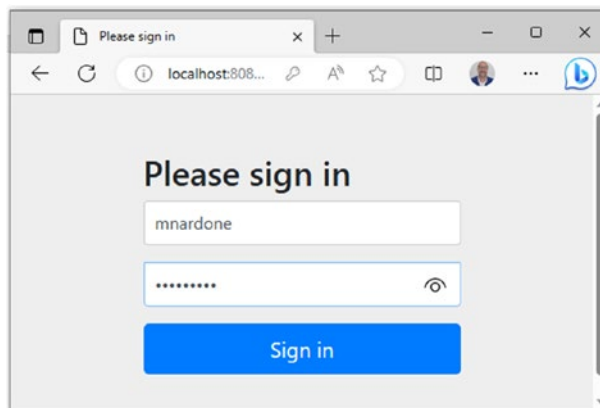 Please sign in
localhost:808...
Please sign in
mnardone
•••••••••
Sign in